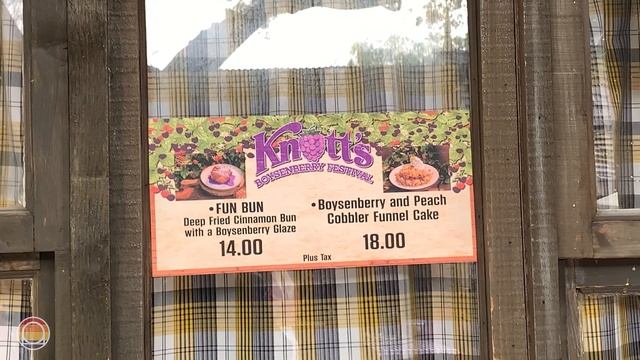 Knott's
BOYSENBERRY FESTIVAL
•FUN BUN
Deep Fried Cinnamon Bun
with a Boysenberry Glaze
14.00
•Boysenberry and Peach
Cobbler Funnel Cake
18.00
Plus Tax